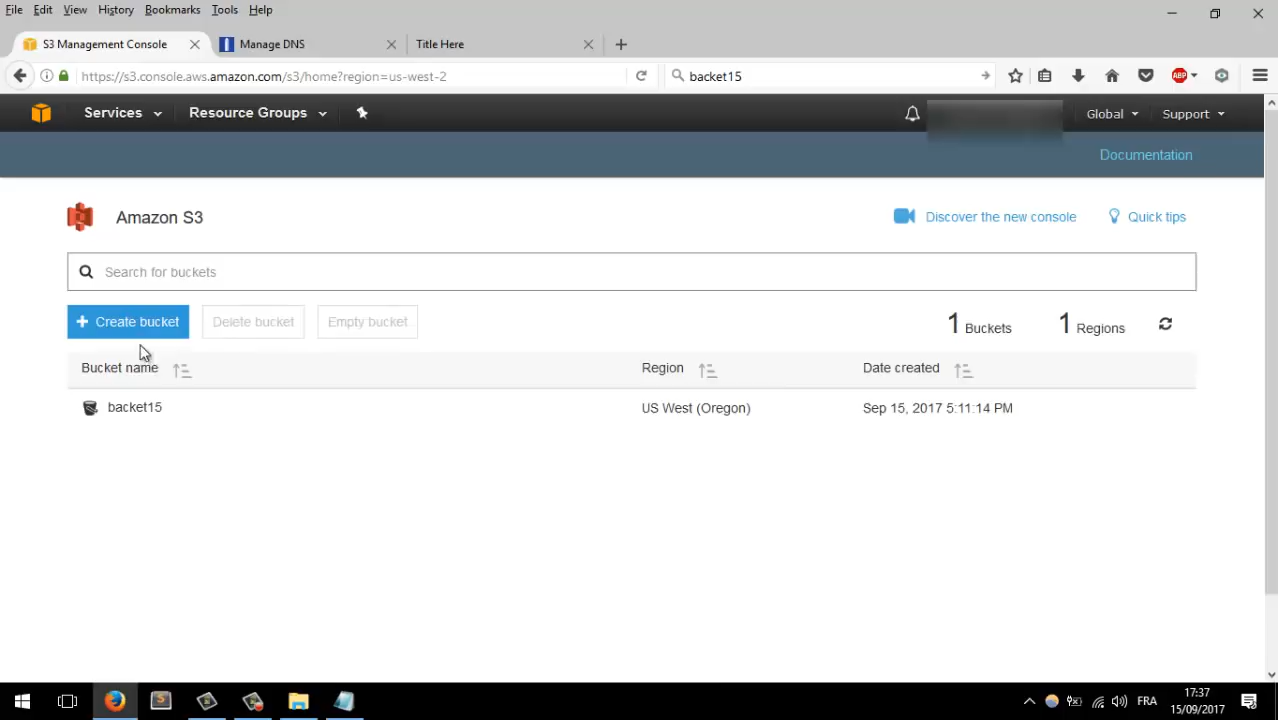 File Edit View History Bookmarks Tools Help
S3 Management Console
Manage DNS
Title Here
https://s3.console.aws.amazon.com/s3/home?region=us-west-2
backet15
ABP
Services
Resource Groups
Global
Support
Documentation
Amazon S3
Discover the new console
Quick tips
Search for buckets
+ Create bucket
Delete bucket
Empty bucket
1 Buckets
1 Regions
Bucket name
Region
Date created
backet15
US West (Oregon)
Sep 15, 2017 5:11:14 PM
FRA
17:37
15/09/2017